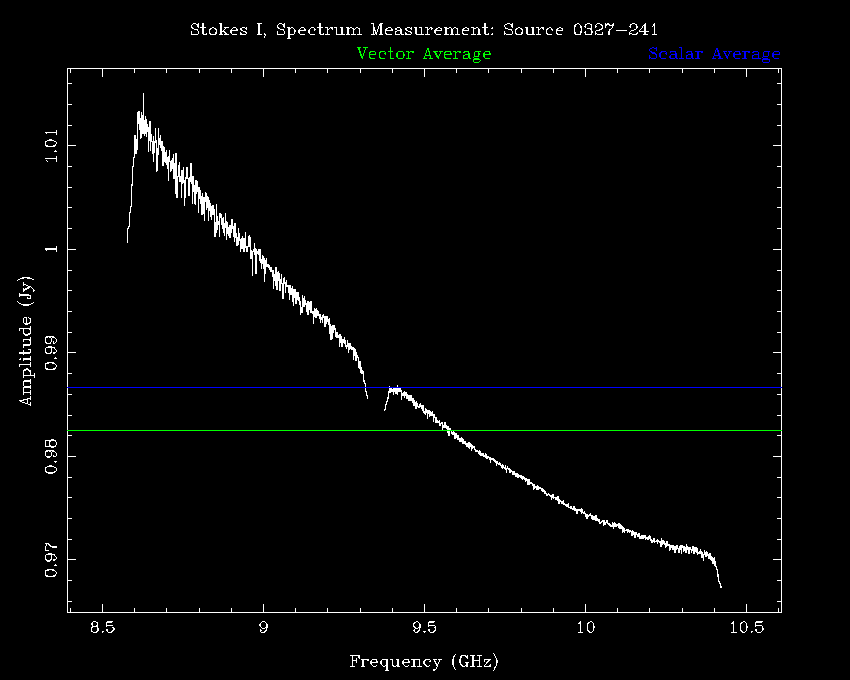 Stokes I, Spectrum Measurement: Source 0327-241
Vector Average
Scalar Average
Amplitude (Jy)
1.01
1
0.99
0.98
0.97
8.5
9
9.5
10
10.5
Frequency (GHz)